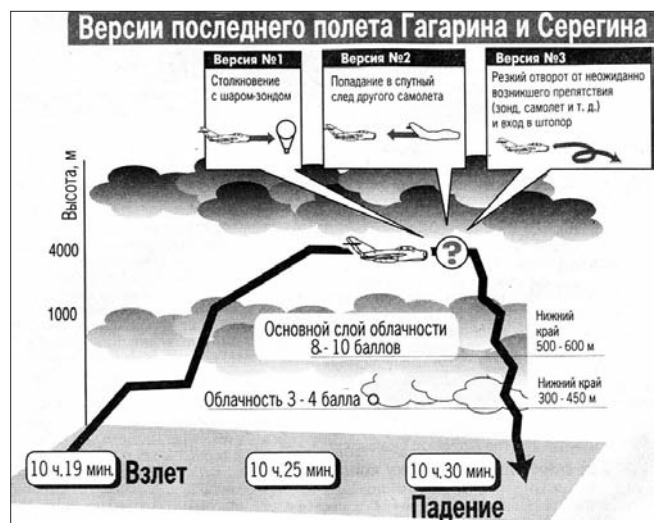 Версии последнего полета Гагарина и Серегина
Версия №1
Столкновение
с шаром-зондом
Версия №2
Попадание в спутный
след другого самолета
Версия №3
Резкий отворот от неожиданно
возникшего препятствия
(зонд, самолет и т. д.)
и вход в штопор
Высота, м
4000
1000
?
Основной слой облачности
8 - 10 баллов
Нижний
край
500 - 600 м
Облачность 3 - 4 балла
Нижний край
300 - 450 м
10 ч.19 мин.
Взлет
10 ч.25 мин.
10 ч.30 мин.
Падение